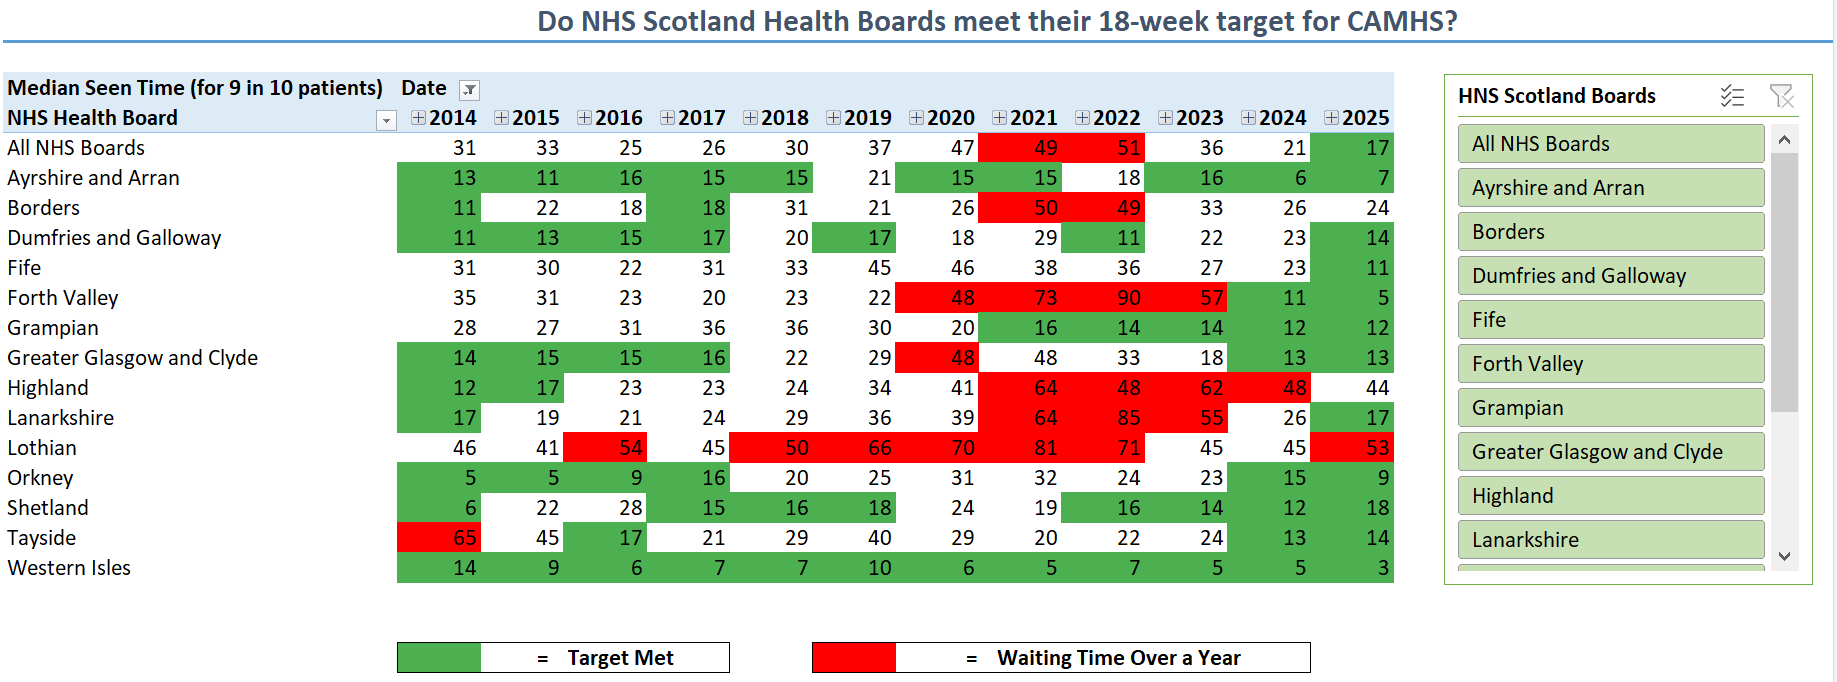 Do NHS Scotland Health Boards meet their 18-week target for CAMHS?
Median Seen Time (for 9 in 10 patients) Date
NHS Health Board 2014 2015 2016 2017 2018 2019 2020 2021 2022 2023 2024 2025
All NHS Boards 31 33 25 26 30 37 47 49 51 36 21 17
Ayrshire and Arran 13 11 16 15 15 21 15 15 18 16 6 7
Borders 11 22 18 18 31 21 26 50 49 33 26 24
Dumfries and Galloway 11 13 15 17 20 17 18 29 11 22 23 14
Fife 31 30 22 31 33 45 46 38 36 27 23 11
Forth Valley 35 31 23 20 23 22 48 73 90 57 11 5
Grampian 28 27 31 36 36 30 20 16 14 14 12 12
Greater Glasgow and Clyde 14 15 15 16 22 29 48 48 33 18 13 13
Highland 12 17 23 23 24 34 41 64 48 62 48 44
Lanarkshire 17 19 21 24 29 36 39 64 85 55 26 17
Lothian 46 41 54 45 50 66 70 81 71 45 45 53
Orkney 5 5 9 16 20 25 31 32 24 23 15 9
Shetland 6 22 28 15 16 18 24 19 16 14 12 18
Tayside 65 45 17 21 29 40 29 20 22 24 13 14
Western Isles 14 9 6 7 7 10 6 5 7 5 5 3
= Target Met
= Waiting Time Over a Year
HNS Scotland Boards
All NHS Boards
Ayrshire and Arran
Borders
Dumfries and Galloway
Fife
Forth Valley
Grampian
Greater Glasgow and Clyde
Highland
Lanarkshire